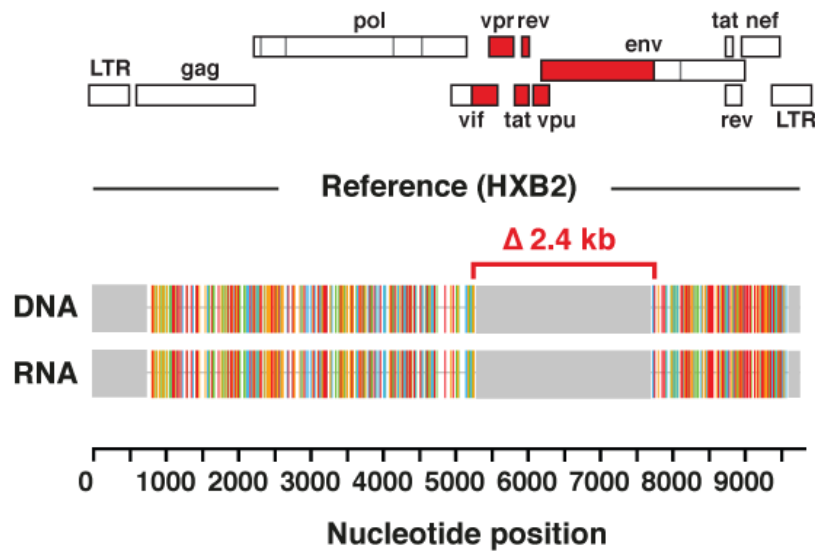 pol vpr rev env tat nef
LTR gag
vif tat vpu rev LTR
Reference (HXB2)
Δ 2.4 kb
DNA
RNA
0 1000 2000 3000 4000 5000 6000 7000 8000 9000
Nucleotide position